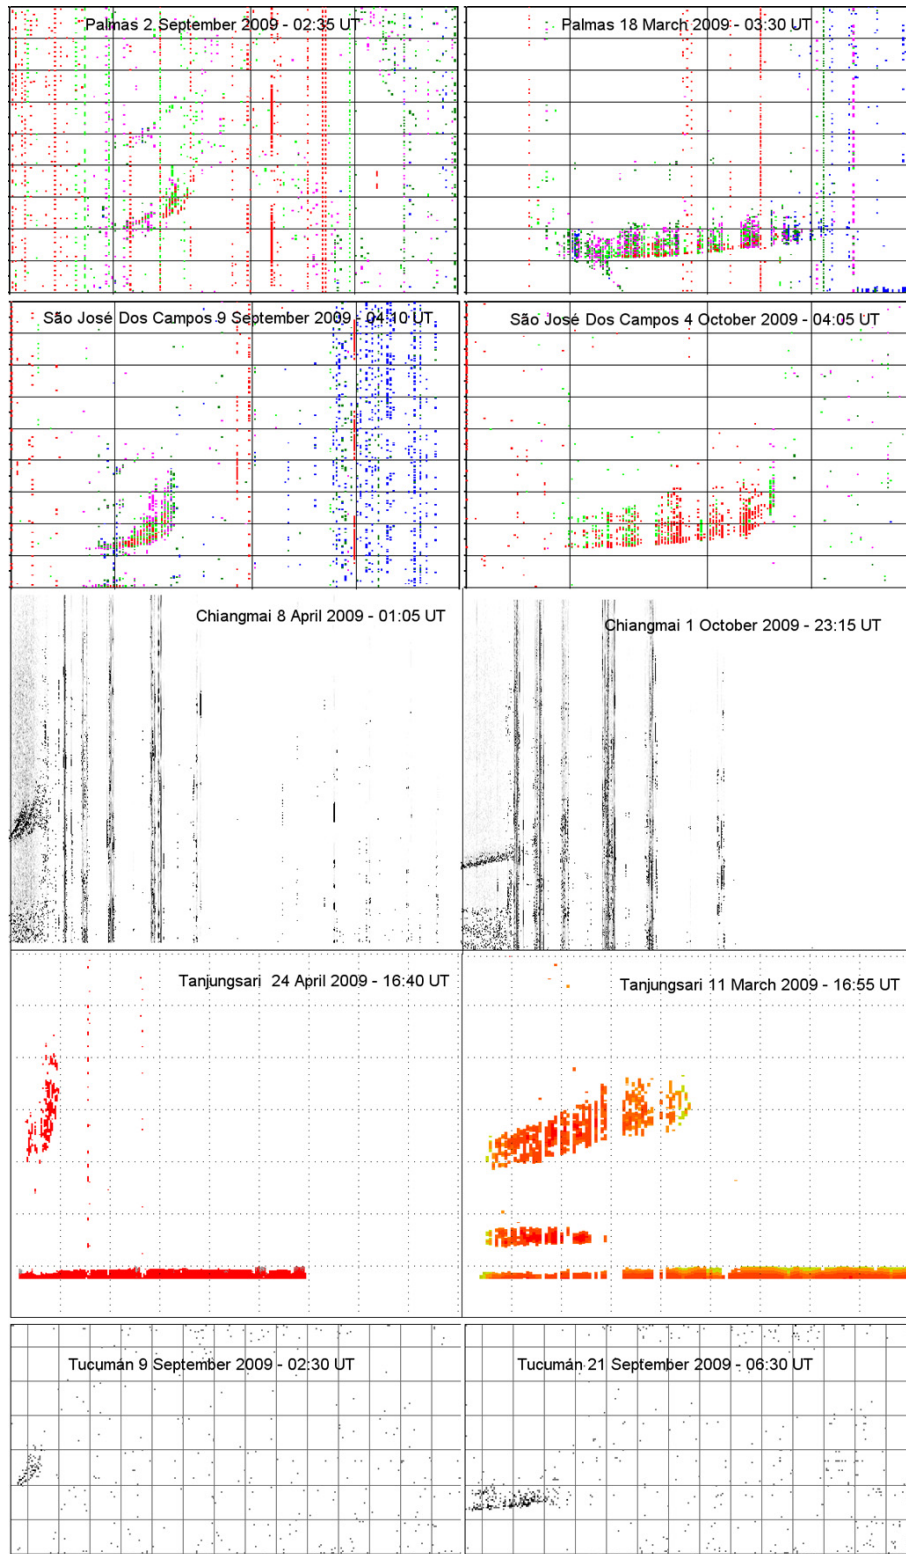 Palmas 2 September 2009 - 02:35 UT
Palmas 18 March 2009 - 03:30 UT
São José Dos Campos 9 September 2009 - 04:10 UT
São José Dos Campos 4 October 2009 - 04:05 UT
Chiangmai 8 April 2009 - 01:05 UT
Chiangmai 1 October 2009 - 23:15 UT
Tanjungsari 24 April 2009 - 16:40 UT
Tanjungsari 11 March 2009 - 16:55 UT
Tucumán 9 September 2009 - 02:30 UT
Tucumán 21 September 2009 - 06:30 UT